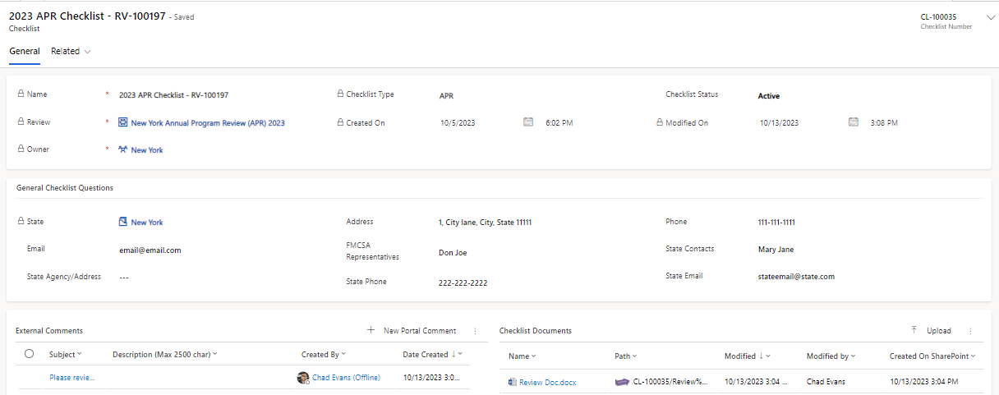 2023 APR Checklist - RV-100197 - Saved
CL-100035
Checklist
Checklist Number
General Related
Name * 2023 APR Checklist - RV-100197 Checklist Type APR Checklist Status Active
Review * New York Annual Program Review (APR) 2023 Created On 10/5/2023 6:02 PM Modified On 10/13/2023 3:08 PM
Owner * New York
General Checklist Questions
State New York Address 1, City lane, City, State 11111 Phone 111-111-1111
Email email@email.com FMCSA Representatives Don Joe State Contacts Mary Jane
State Agency/Address --- State Phone 222-222-2222 State Email stateemail@state.com
External Comments + New Portal Comment Checklist Documents Upload
Subject Description (Max 2500 char) Created By Date Created Name Path Modified Modified by Created On SharePoint
Please revie... Chad Evans (Offline) 10/13/2023 3:0... Review Doc.docx CL-100035/Review%... 10/13/2023 3:04 ... Chad Evans 10/13/2023 3:04 PM